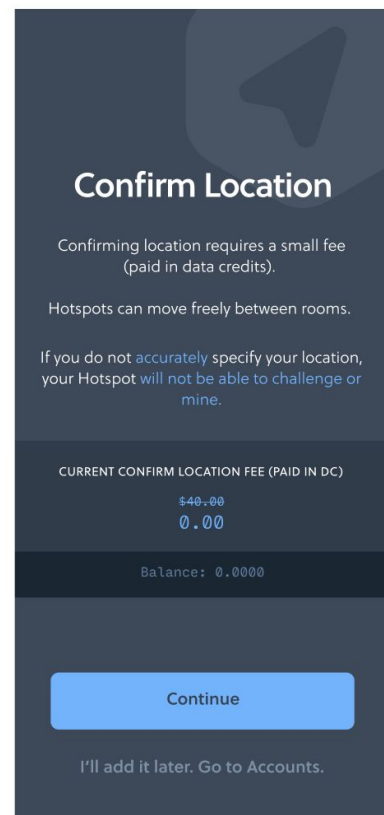 Confirm Location
Confirming location requires a small fee
(paid in data credits).
Hotspots can move freely between rooms.
If you do not accurately specify your location,
your Hotspot will not be able to challenge or
mine.
CURRENT CONFIRM LOCATION FEE (PAID IN DC)
$40.00
0.00
Balance: 0.0000
Continue
I'll add it later. Go to Accounts.